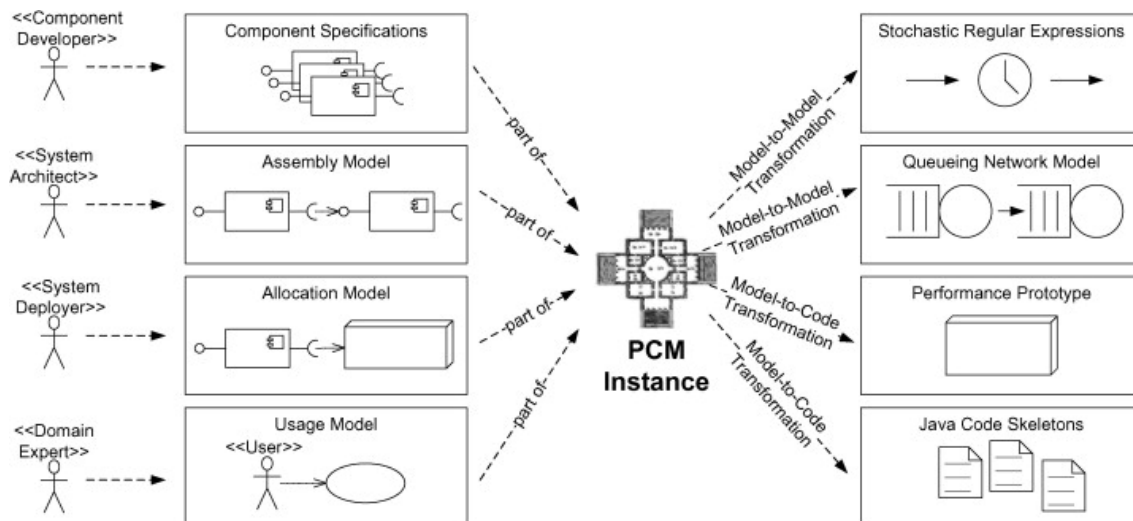 <<Component
Developer>>
Component Specifications
part of
Model-to-Model
Transformation
Stochastic Regular Expressions
<<System
Architect>>
Assembly Model
part of
Model-to-Model
Transformation
Queueing Network Model
<<System
Deployer>>
Allocation Model
part of
PCM
Instance
Model-to-Code
Transformation
Performance Prototype
<<Domain
Expert>>
Usage Model
<<User>>
part of
Model-to-Code
Transformation
Java Code Skeletons